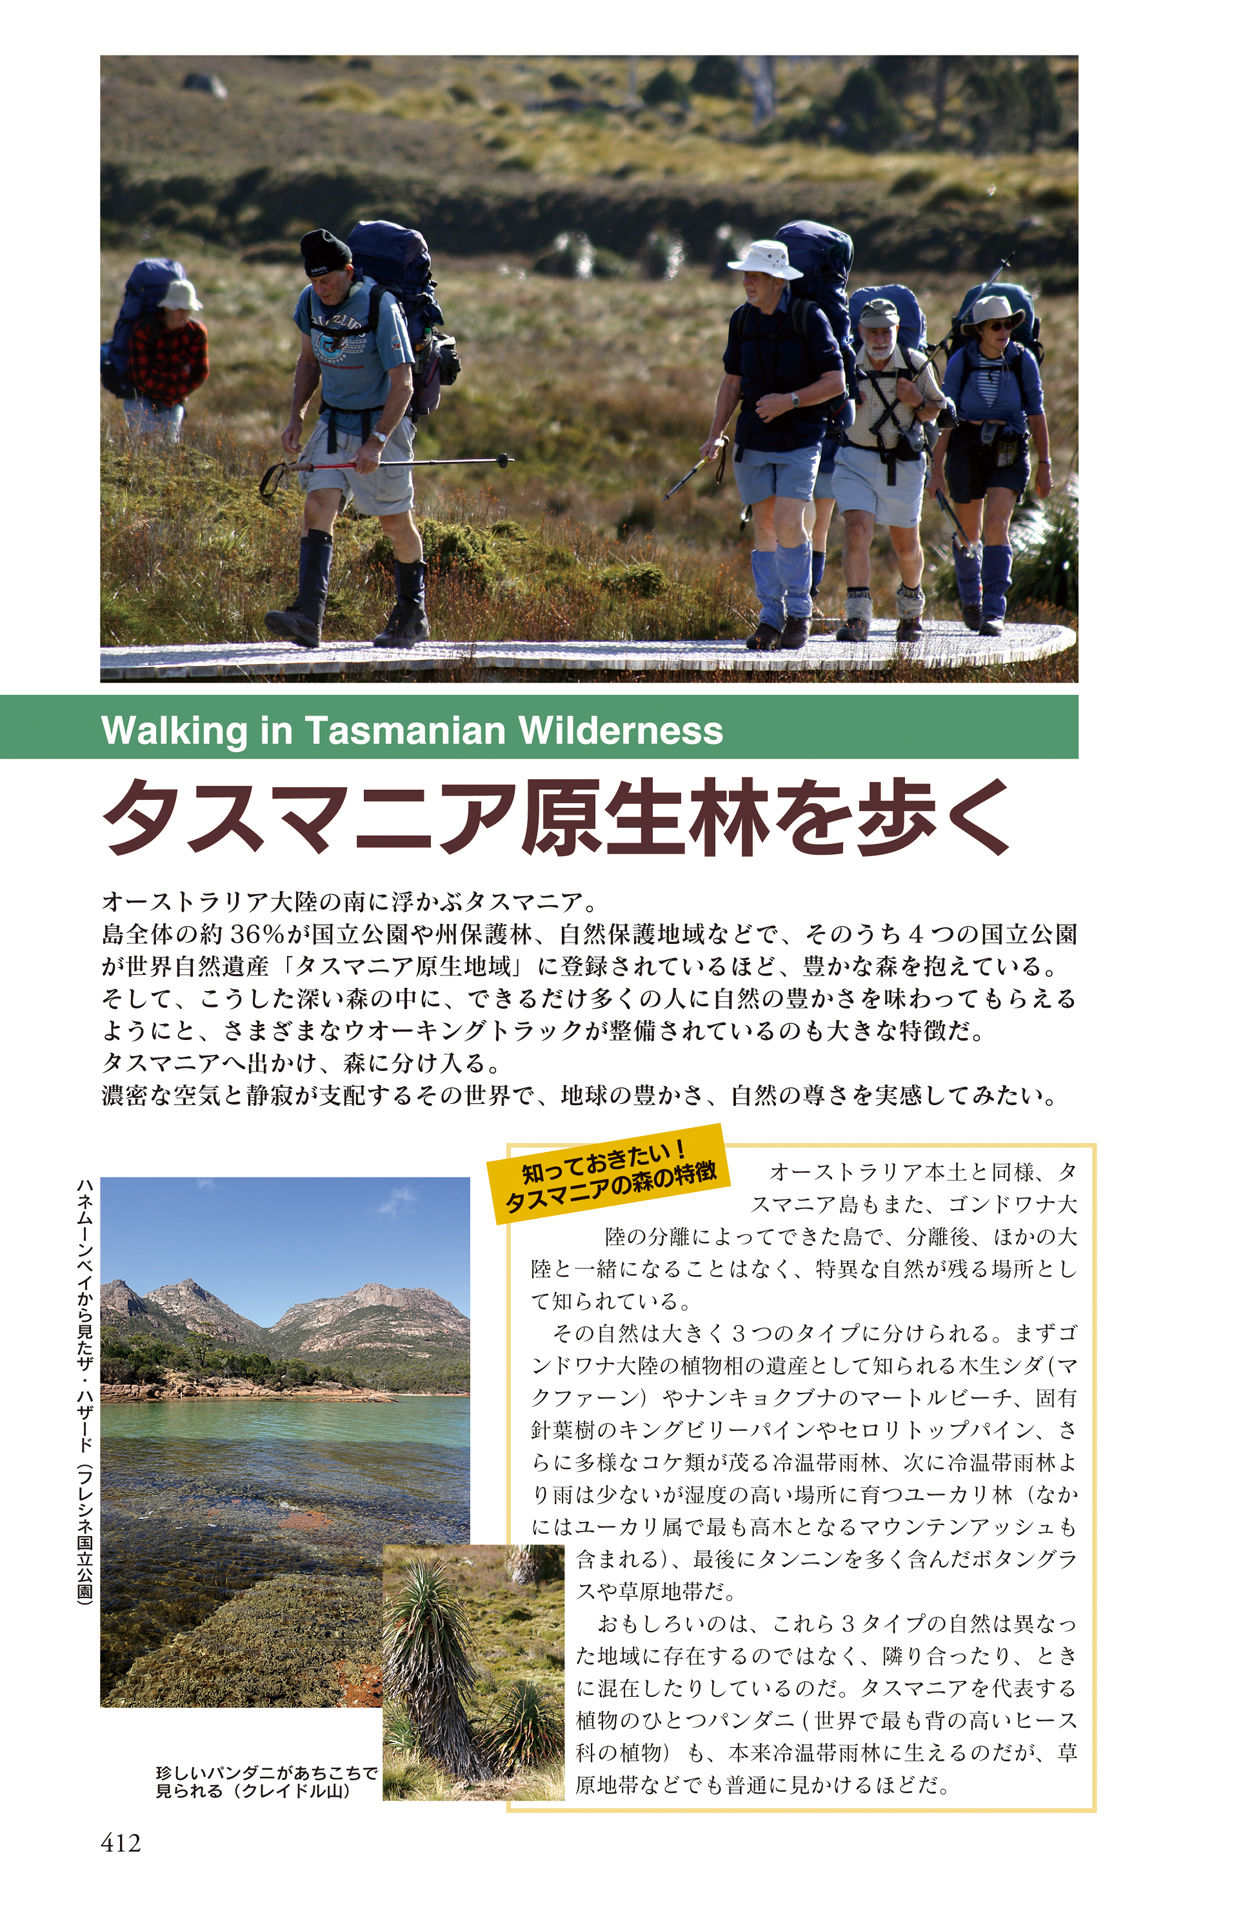 Walking in Tasmanian Wilderness
タスマニア原生林を歩く
オーストラリア大陸の南に浮かぶタスマニア。
島全体の約36％が国立公園や州保護林、自然保護地域などで、そのうち4つの国立公園
が世界自然遺産「タスマニア原生地域」に登録されているほど、豊かな森を抱えている。
そして、こうした深い森の中に、できるだけ多くの人に自然の豊かさを味わってもらえる
ようにと、さまざまなウオーキングトラックが整備されているのも大きな特徴だ。
タスマニアへ出かけ、森に分け入る。
濃密な空気と静寂が支配するその世界で、地球の豊かさ、自然の尊さを実感してみたい。
ハネムーンベイから見たザ・ハザード（フレシネ国立公園）
知っておきたい！
タスマニアの森の特徴
オーストラリア本土と同様、タ
スマニア島もまた、ゴンドワナ大
陸の分離によってできた島で、分離後、ほかの大
陸と一緒になることはなく、特異な自然が残る場所とし
て知られている。
その自然は大きく3つのタイプに分けられる。まずゴ
ンドワナ大陸の植物相の遺産として知られる木生シダ(マ
クファーン）やナンキョクブナのマートルビーチ、固有
針葉樹のキングビリーパインやセロリトップパイン、さ
らに多様なコケ類が茂る冷温帯雨林、次に冷温帯雨林よ
り雨は少ないが湿度の高い場所に育つユーカリ林（なか
にはユーカリ属で最も高木となるマウンテンアッシュも
含まれる）、最後にタンニンを多く含んだボタングラ
スや草原地帯だ。
おもしろいのは、これら3タイプの自然は異なっ
た地域に存在するのではなく、隣り合ったり、とき
に混在したりしているのだ。タスマニアを代表する
植物のひとつパンダニ(世界で最も背の高いヒース
科の植物）も、本来冷温帯雨林に生えるのだが、草
原地帯などでも普通に見かけるほどだ。
珍しいパンダニがあちこちで
見られる（クレイドル山）
412